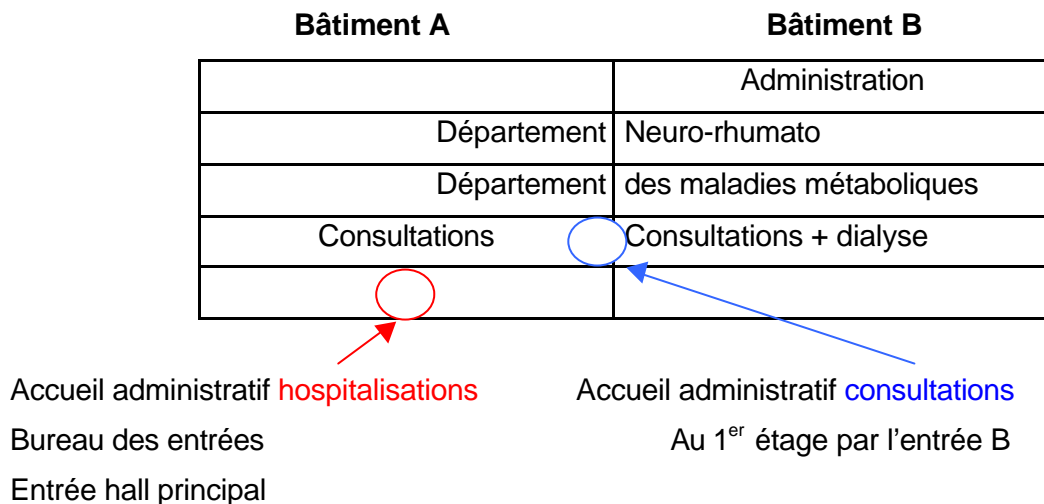 Bâtiment A Bâtiment B
Administration
Département Neuro-rhumato
Département des maladies métaboliques
Consultations Consultations + dialyse
Accueil administratif hospitalisations
Bureau des entrées
Entrée hall principal
Accueil administratif consultations
Au 1er étage par l'entrée B